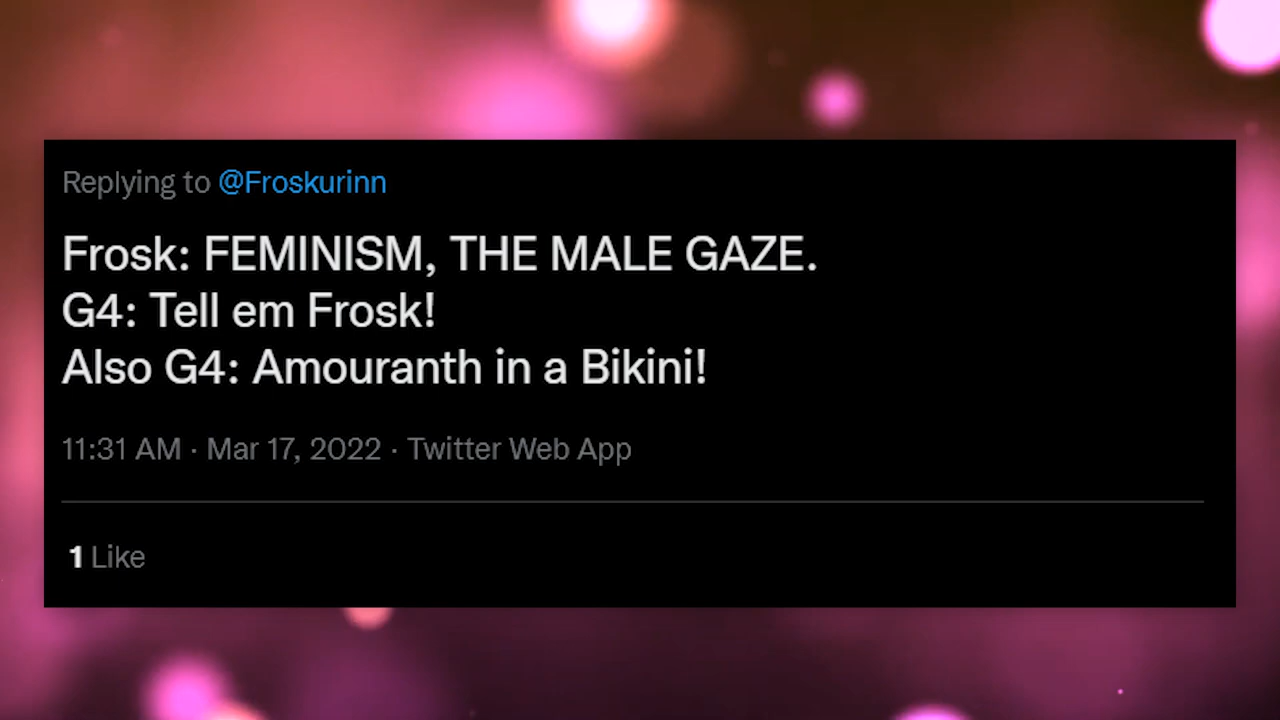 Replying to @Froskurinn
Frosk: FEMINISM, THE MALE GAZE.
G4: Tell em Frosk!
Also G4: Amouranth in a Bikini!
11:31 AM · Mar 17, 2022 · Twitter Web App
1 Like